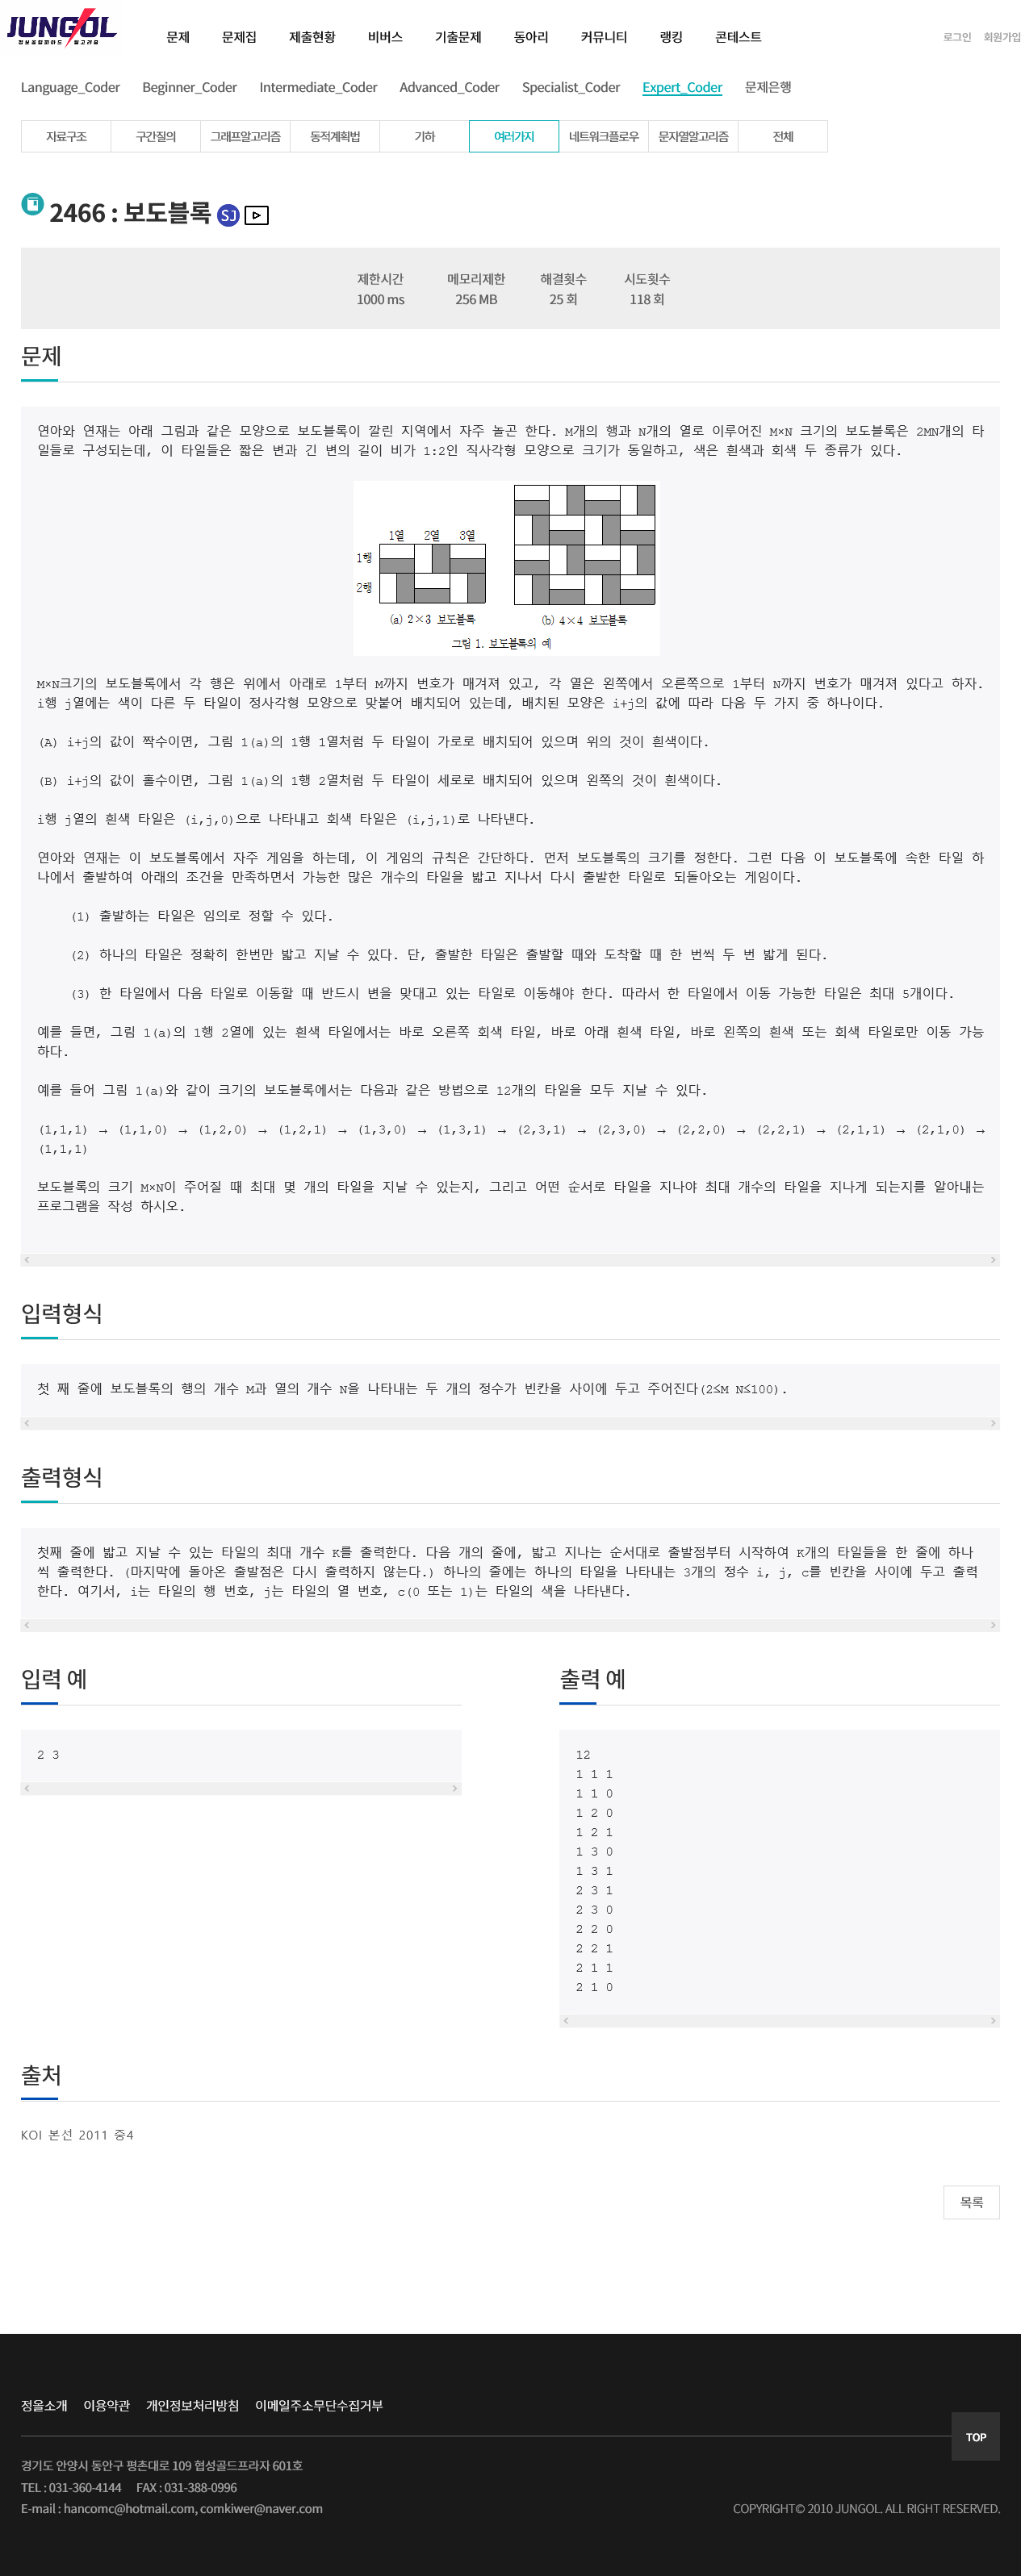 JUNGOL
정보올림피아드 알고리즘
문제 문제집 제출현황 비버스 기출문제 동아리 커뮤니티 랭킹 콘테스트 로그인 회원가입
Language_Coder Beginner_Coder Intermediate_Coder Advanced_Coder Specialist_Coder Expert_Coder 문제은행
자료구조 구간질의 그래프알고리즘 동적계획법 기하 여러가지 네트워크플로우 문자열알고리즘 전체
2466 : 보도블록 SJ
제한시간 메모리제한 해결횟수 시도횟수
1000 ms 256 MB 25 회 118 회
문제
연아와 연재는 아래 그림과 같은 모양으로 보도블록이 깔린 지역에서 자주 놀곤 한다. M개의 행과 N개의 열로 이루어진 M×N 크기의 보도블록은 2MN개의 타
일들로 구성되는데, 이 타일들은 짧은 변과 긴 변의 길이 비가 1:2인 직사각형 모양으로 크기가 동일하고, 색은 흰색과 회색 두 종류가 있다.
1열 2열 3열
1행
2행
(a) 2×3 보도블록 (b) 4×4 보도블록
그림 1. 보도블록의 예
M×N크기의 보도블록에서 각 행은 위에서 아래로 1부터 M까지 번호가 매겨져 있고, 각 열은 왼쪽에서 오른쪽으로 1부터 N까지 번호가 매겨져 있다고 하자.
i행 j열에는 색이 다른 두 타일이 정사각형 모양으로 맞붙어 배치되어 있는데, 배치된 모양은 i+j의 값에 따라 다음 두 가지 중 하나이다.
(A) i+j의 값이 짝수이면, 그림 1(a)의 1행 1열처럼 두 타일이 가로로 배치되어 있으며 위의 것이 흰색이다.
(B) i+j의 값이 홀수이면, 그림 1(a)의 1행 2열처럼 두 타일이 세로로 배치되어 있으며 왼쪽의 것이 흰색이다.
i행 j열의 흰색 타일은 (i,j,0)으로 나타내고 회색 타일은 (i,j,1)로 나타낸다.
연아와 연재는 이 보도블록에서 자주 게임을 하는데, 이 게임의 규칙은 간단하다. 먼저 보도블록의 크기를 정한다. 그런 다음 이 보도블록에 속한 타일 하
나에서 출발하여 아래의 조건을 만족하면서 가능한 많은 개수의 타일을 밟고 지나서 다시 출발한 타일로 되돌아오는 게임이다.
(1) 출발하는 타일은 임의로 정할 수 있다.
(2) 하나의 타일은 정확히 한번만 밟고 지날 수 있다. 단, 출발한 타일은 출발할 때와 도착할 때 한 번씩 두 번 밟게 된다.
(3) 한 타일에서 다음 타일로 이동할 때 반드시 변을 맞대고 있는 타일로 이동해야 한다. 따라서 한 타일에서 이동 가능한 타일은 최대 5개이다.
예를 들면, 그림 1(a)의 1행 2열에 있는 흰색 타일에서는 바로 오른쪽 회색 타일, 바로 아래 흰색 타일, 바로 왼쪽의 흰색 또는 회색 타일로만 이동 가능
하다.
예를 들어 그림 1(a)와 같이 크기의 보도블록에서는 다음과 같은 방법으로 12개의 타일을 모두 지날 수 있다.
(1,1,1) → (1,1,0) → (1,2,0) → (1,2,1) → (1,3,0) → (1,3,1) → (2,3,1) → (2,3,0) → (2,2,0) → (2,2,1) → (2,1,1) → (2,1,0) →
(1,1,1)
보도블록의 크기 M×N이 주어질 때 최대 몇 개의 타일을 지날 수 있는지, 그리고 어떤 순서로 타일을 지나야 최대 개수의 타일을 지나게 되는지를 알아내는
프로그램을 작성 하시오.
입력형식
첫 째 줄에 보도블록의 행의 개수 M과 열의 개수 N을 나타내는 두 개의 정수가 빈칸을 사이에 두고 주어진다(2≤M N≤100).
출력형식
첫째 줄에 밟고 지날 수 있는 타일의 최대 개수 K를 출력한다. 다음 개의 줄에, 밟고 지나는 순서대로 출발점부터 시작하여 K개의 타일들을 한 줄에 하나
씩 출력한다. (마지막에 돌아온 출발점은 다시 출력하지 않는다.) 하나의 줄에는 하나의 타일을 나타내는 3개의 정수 i, j, c를 빈칸을 사이에 두고 출력
한다. 여기서, i는 타일의 행 번호, j는 타일의 열 번호, c(0 또는 1)는 타일의 색을 나타낸다.
입력 예
2 3
출력 예
12
1 1 1
1 1 0
1 2 0
1 2 1
1 3 0
1 3 1
2 3 1
2 3 0
2 2 0
2 2 1
2 1 1
2 1 0
출처
KOI 본선 2011 중4
목록
정올소개 이용약관 개인정보처리방침 이메일주소무단수집거부
TOP
경기도 안양시 동안구 평촌대로 109 협성골드프라자 601호
TEL : 031-360-4144 FAX : 031-388-0996
E-mail : hancomc@hotmail.com, comkiwer@naver.com
COPYRIGHT© 2010 JUNGOL. ALL RIGHT RESERVED.